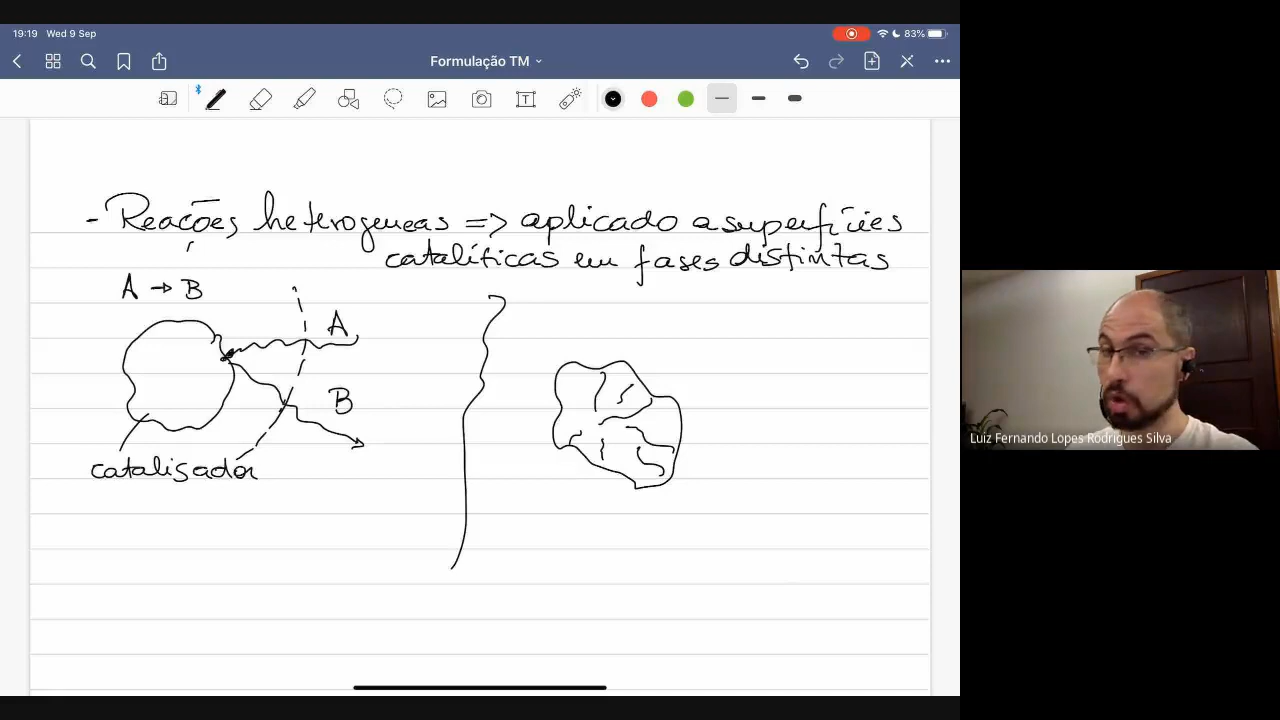 19:19 Wed 9 Sep
83%
Formulação TM
- Reações heterogeneas => aplicado a superfícies
catalíticas em fases distintas
A → B
A
B
catalisador
Luiz Fernando Lopes Rodrigues Silva